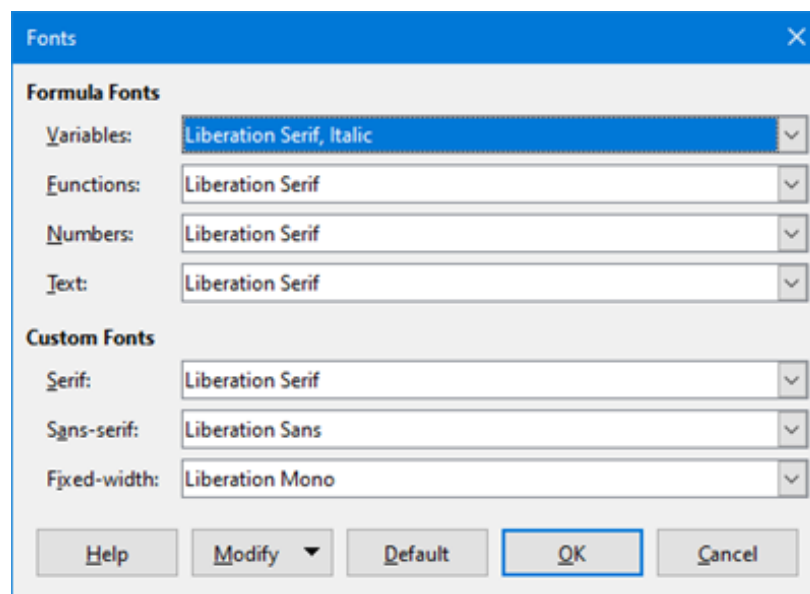 Fonts
Formula Fonts
Variables: Liberation Serif, Italic
Functions: Liberation Serif
Numbers: Liberation Serif
Text: Liberation Serif
Custom Fonts
Serif: Liberation Serif
Sans-serif: Liberation Sans
Fixed-width: Liberation Mono
Help Modify Default OK Cancel